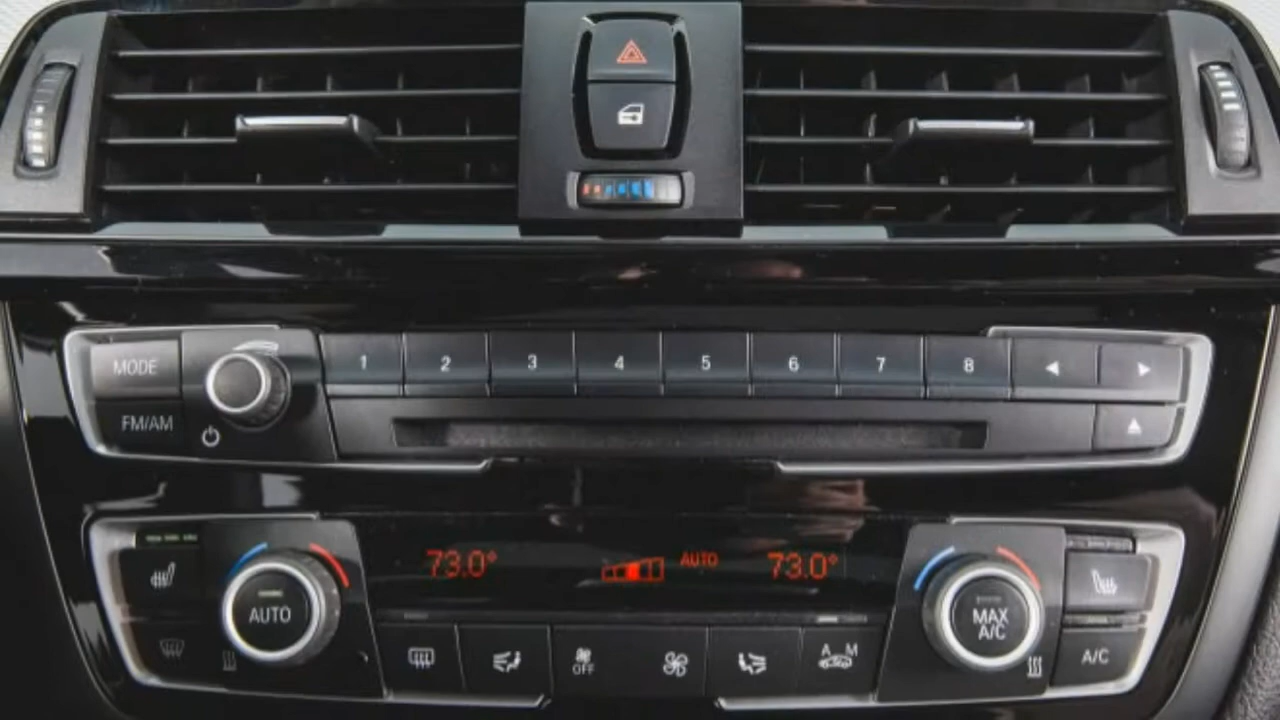 MODE
1 2 3 4 5 6 7 8
FM/AM
73.0° AUTO 73.0°
AUTO
MAX
A/C
OFF
A M
A/C